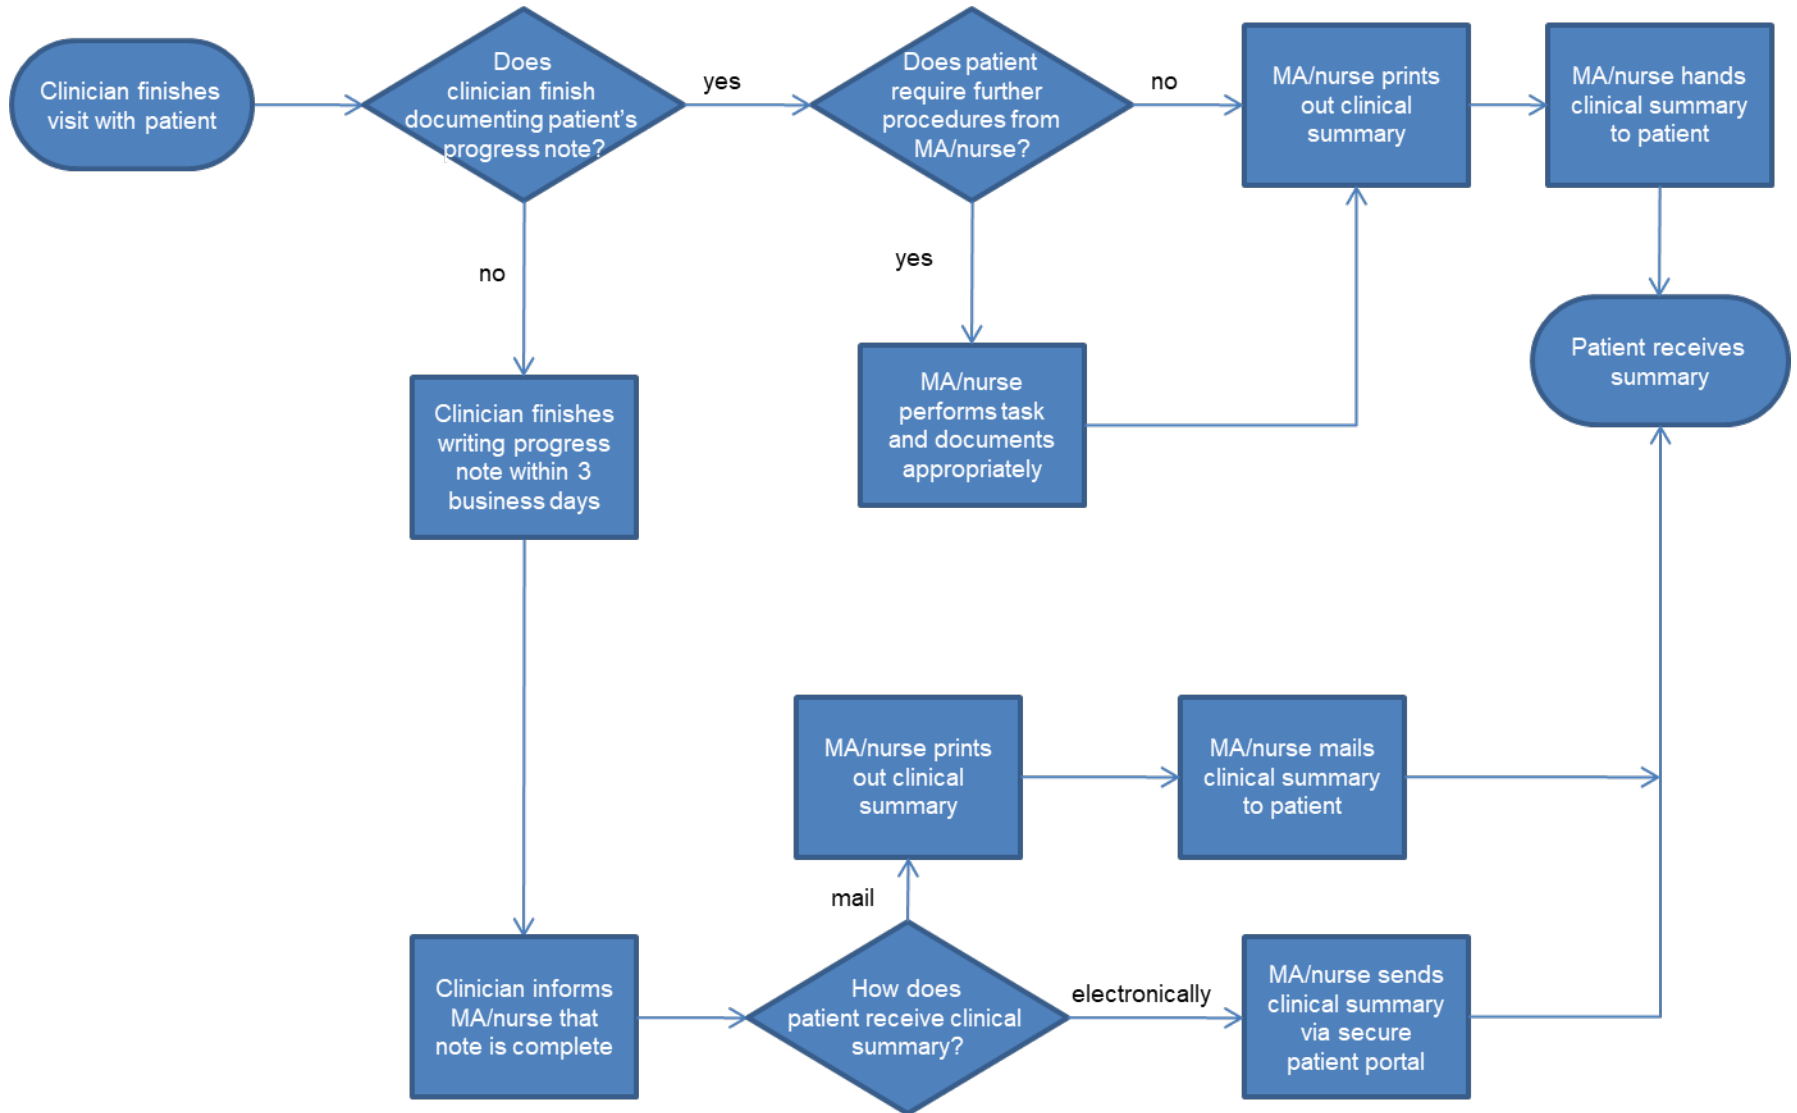 Clinician finishes
visit with patient
Does
clinician finish
documenting patient's
progress note?
yes
Does patient
require further
procedures from
MA/nurse?
no
MA/nurse prints
out clinical
summary
MA/nurse hands
clinical summary
to patient
no
yes
Patient receives
summary
MA/nurse
performs task
and documents
appropriately
Clinician finishes
writing progress
note within 3
business days
MA/nurse prints
out clinical
summary
MA/nurse mails
clinical summary
to patient
mail
Clinician informs
MA/nurse that
note is complete
How does
patient receive clinical
summary?
electronically
MA/nurse sends
clinical summary
via secure
patient portal